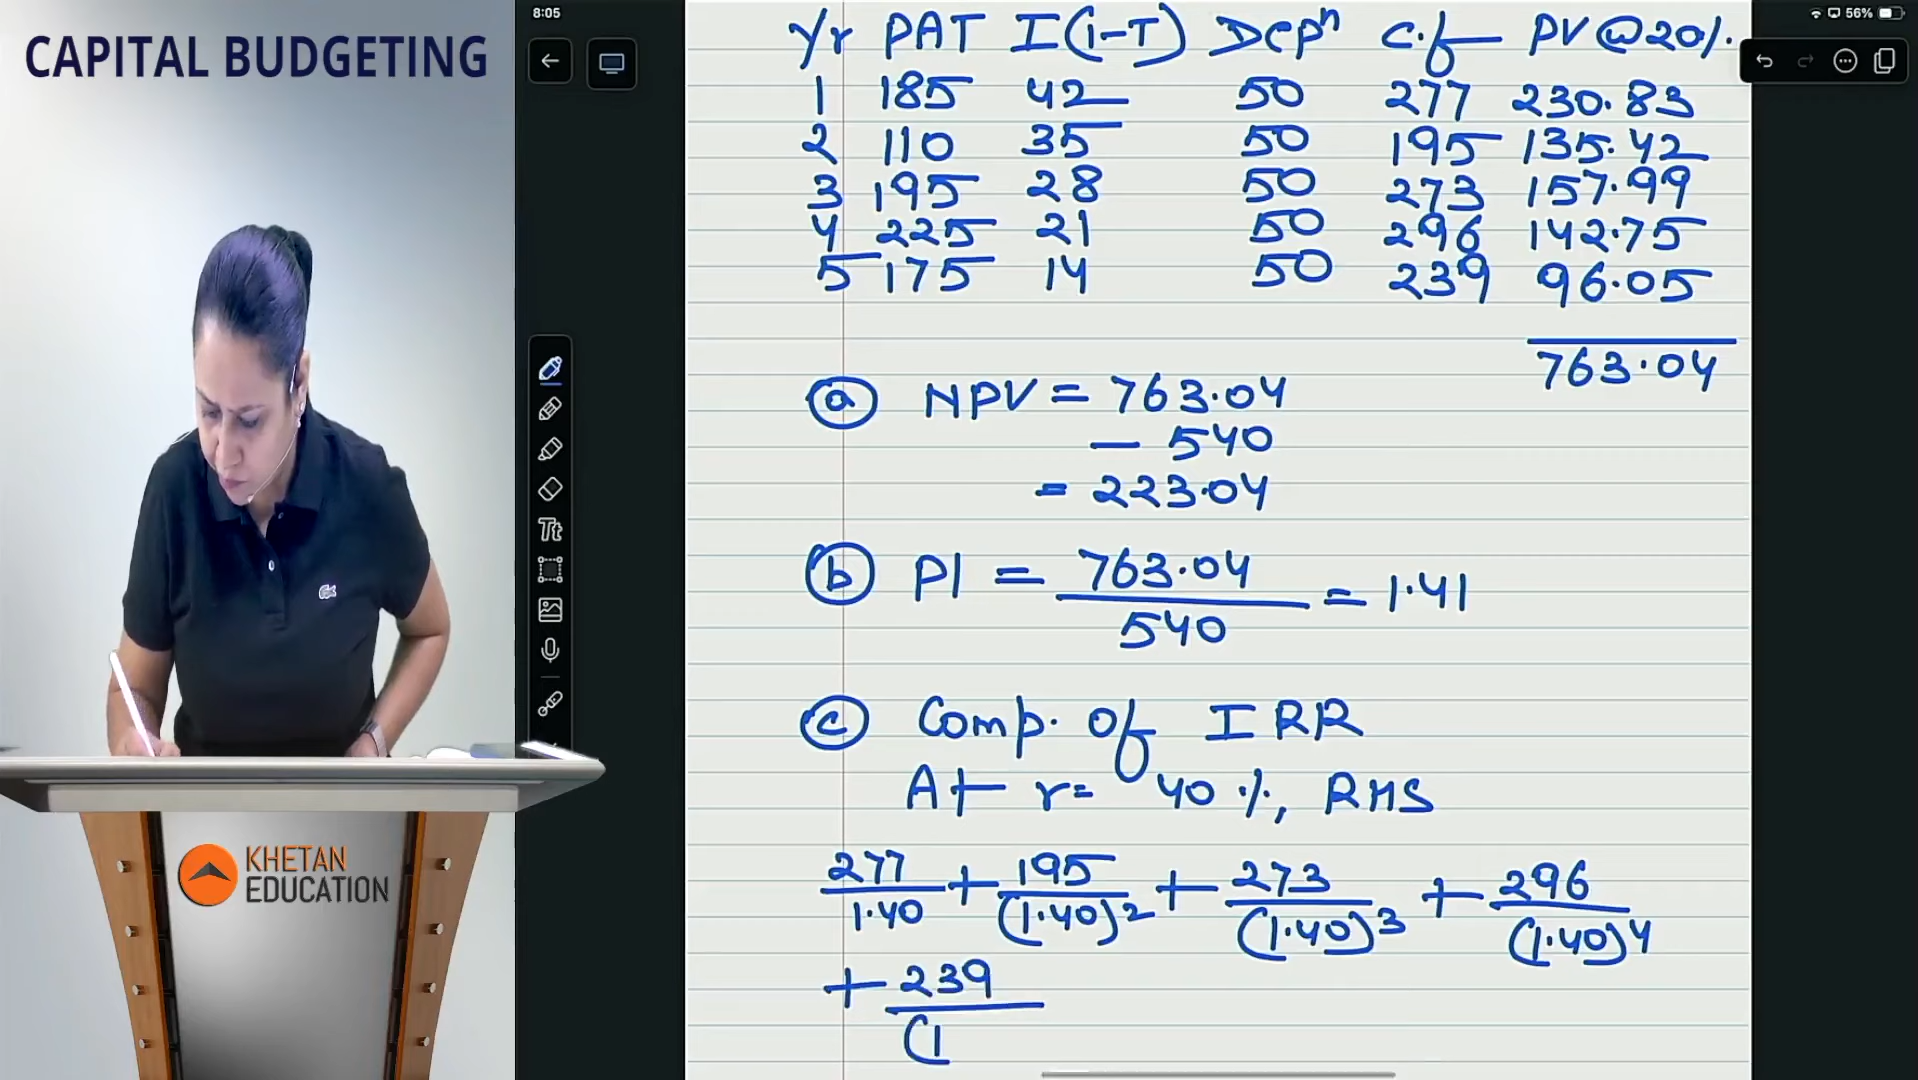 CAPITAL BUDGETING
8:05
56%
Yr PAT I(1-T) Depⁿ C.f PV@20%
1 185 42 50 277 230.83
2 110 35 50 195 135.42
3 195 28 50 273 157.99
4 225 21 50 296 142.75
5 175 14 50 239 96.05
763.04
(a) NPV = 763.04
- 540
= 223.04
(b) PI = 763.04 / 540 = 1.41
(c) Comp. of IRR
At r= 40%, RHS
277/1.40 + 195/(1.40)² + 273/(1.40)³ + 296/(1.40)⁴
+ 239/(1
Tt
KHETAN
EDUCATION